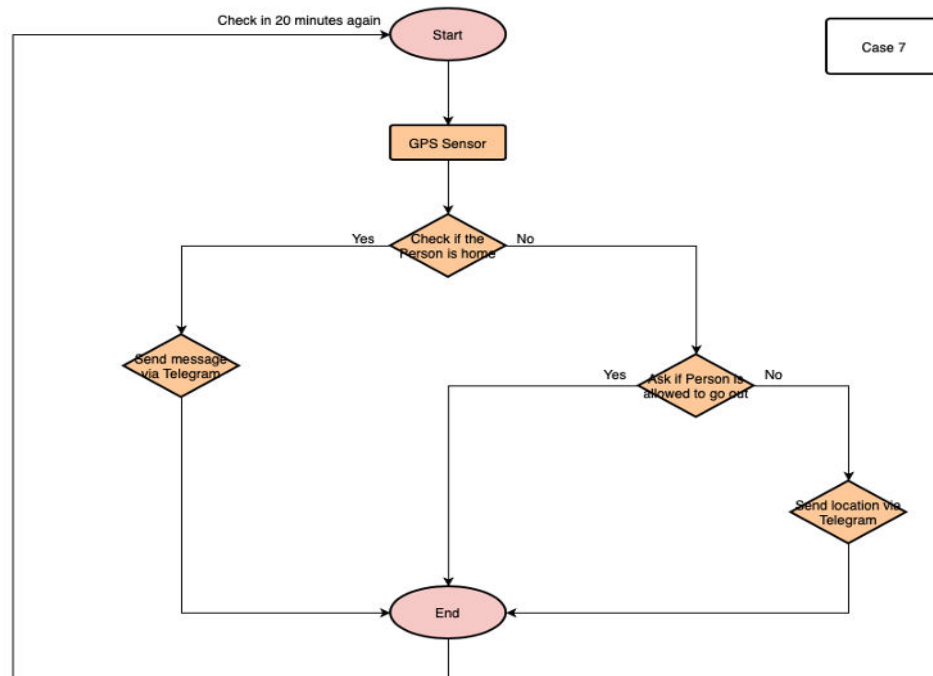 Check in 20 minutes again
Start
Case 7
GPS Sensor
Yes
Check if the
Person is home
No
Send message
via Telegram
Yes
Ask if Person is
allowed to go out
No
Send location via
Telegram
End